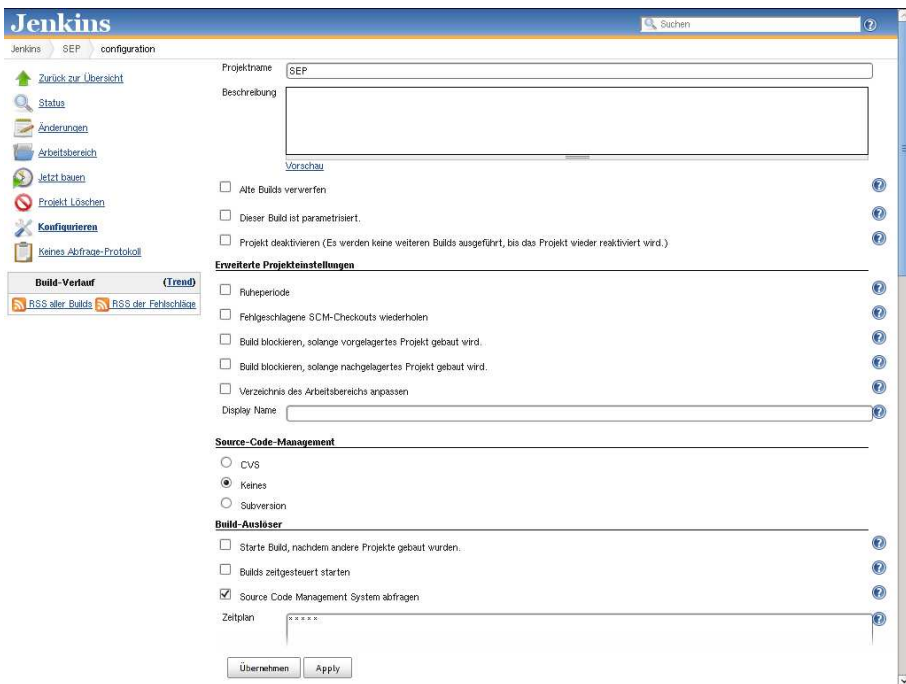 Jenkins
Suchen
Jenkins SEP configuration
Zurück zur Übersicht
Status
Änderungen
Arbeitsbereich
Jetzt bauen
Projekt Löschen
Konfigurieren
Keines Abfrage-Protokoll
Build-Verlauf (Trend)
RSS aller Builds RSS der Fehlschläge
Projektname SEP
Beschreibung
Vorschau
Alte Builds verwerfen
Dieser Build ist parametrisiert.
Projekt deaktivieren (Es werden keine weiteren Builds ausgeführt, bis das Projekt wieder reaktiviert wird.)
Erweiterte Projekteinstellungen
Ruheperiode
Fehlgeschlagene SCM-Checkouts wiederholen
Build blockieren, solange vorgelagertes Projekt gebaut wird.
Build blockieren, solange nachgelagertes Projekt gebaut wird.
Verzeichnis des Arbeitsbereichs anpassen
Display Name
Source-Code-Management
CVS
Keines
Subversion
Build-Auslöser
Starte Build, nachdem andere Projekte gebaut wurden.
Builds zeitgesteuert starten
Source Code Management System abfragen
Zeitplan * * * * *
Übernehmen Apply